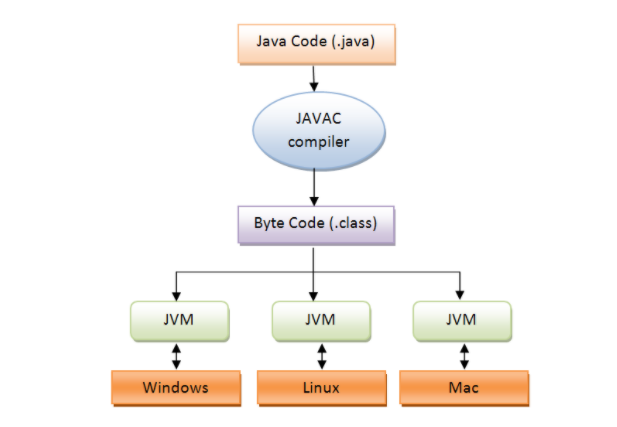 Java Code (.java)
JAVAC
compiler
Byte Code (.class)
JVM
JVM
JVM
Windows
Linux
Mac